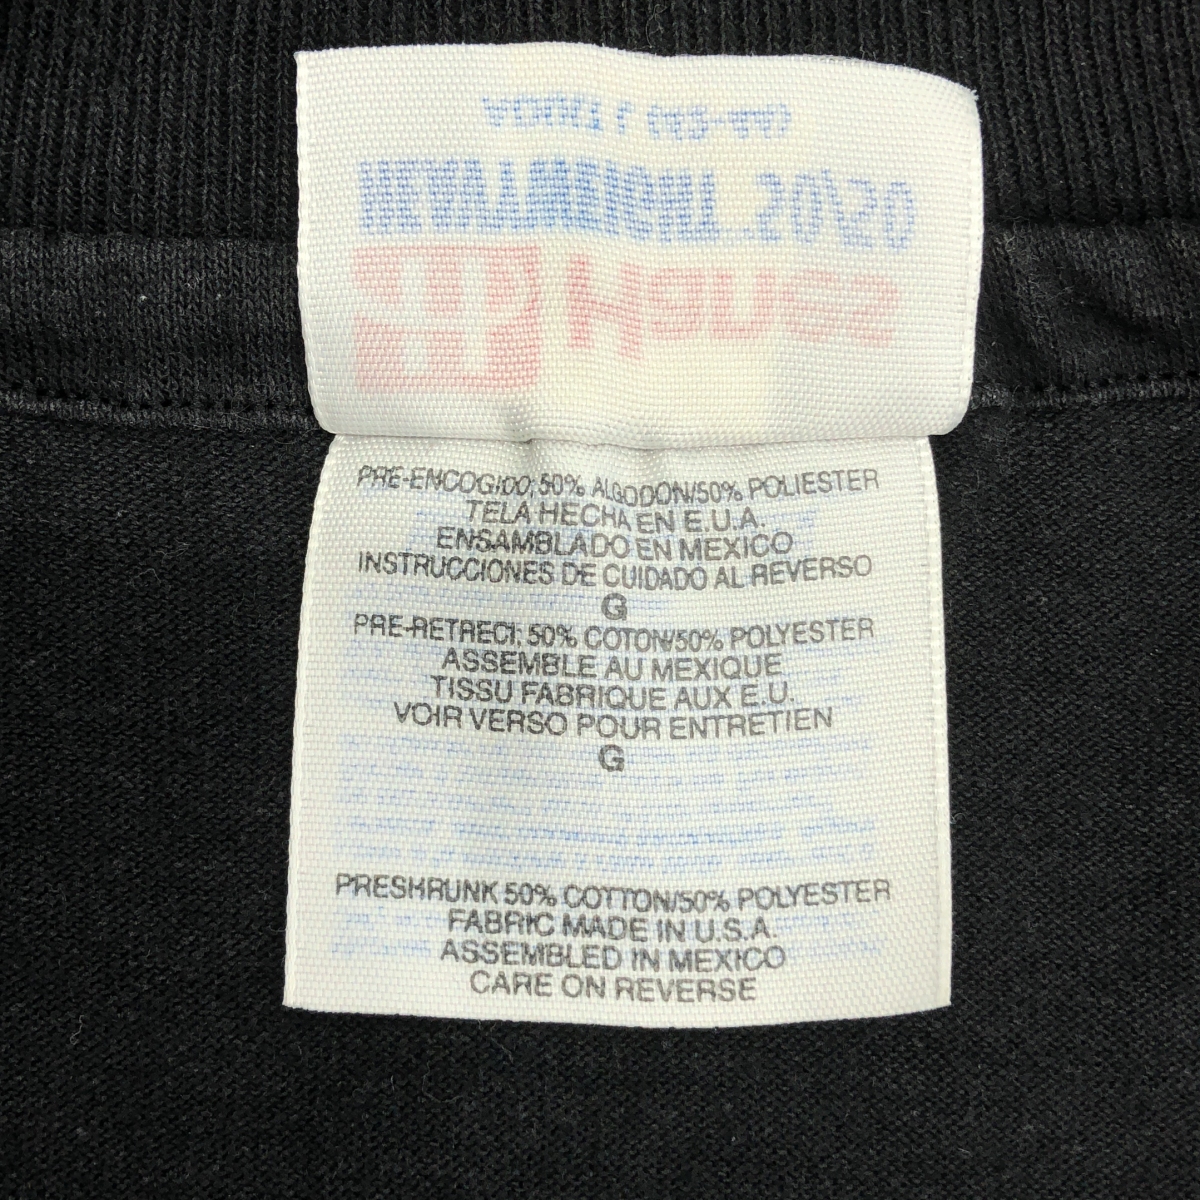 PRE-ENCOGIDO; 50% ALGODON/50% POLIESTER
TELA HECHA EN E.U.A.
ENSAMBLADO EN MEXICO
INSTRUCCIONES DE CUIDADO AL REVERSO
G
PRE-RETRECI; 50% COTON/50% POLYESTER
ASSEMBLE AU MEXIQUE
TISSU FABRIQUE AUX E.U.
VOIR VERSO POUR ENTRETIEN
G
PRESHRUNK 50% COTTON/50% POLYESTER
FABRIC MADE IN U.S.A.
ASSEMBLED IN MEXICO
CARE ON REVERSE